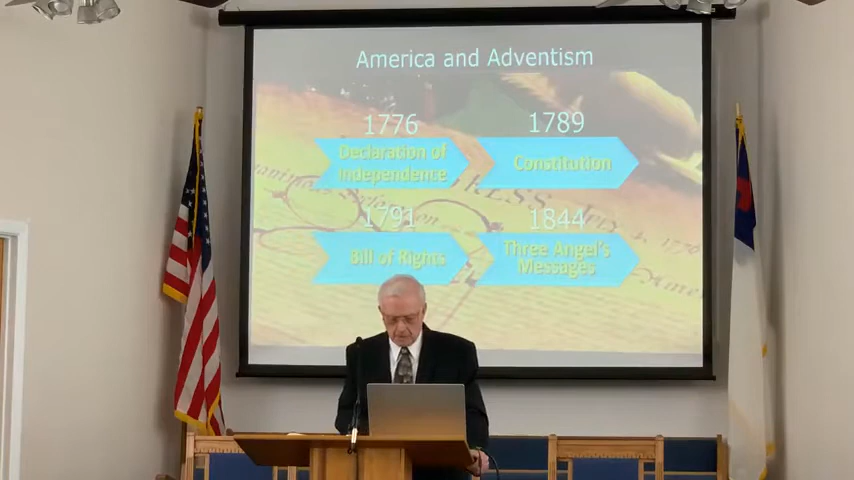 America and Adventism
1776
1789
Declaration of
Independence
Constitution
1791
1844
Bill of Rights
Three Angel's
Messages